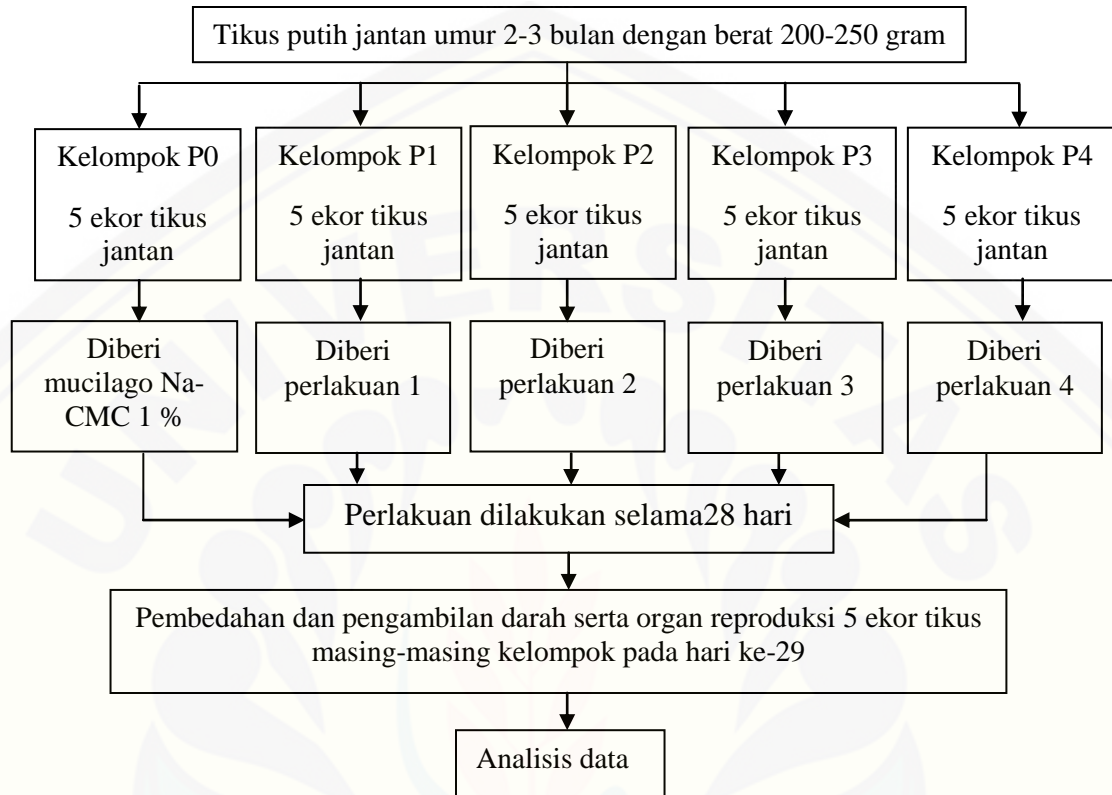 Tikus putih jantan umur 2-3 bulan dengan berat 200-250 gram
Kelompok P0
5 ekor tikus
jantan
Kelompok P1
5 ekor tikus
jantan
Kelompok P2
5 ekor tikus
jantan
Kelompok P3
5 ekor tikus
jantan
Kelompok P4
5 ekor tikus
jantan
Diberi
mucilago Na-
CMC 1 %
Diberi
perlakuan 1
Diberi
perlakuan 2
Diberi
perlakuan 3
Diberi
perlakuan 4
Perlakuan dilakukan selama28 hari
Pembedahan dan pengambilan darah serta organ reproduksi 5 ekor tikus
masing-masing kelompok pada hari ke-29
Analisis data
UNIVERSITAS